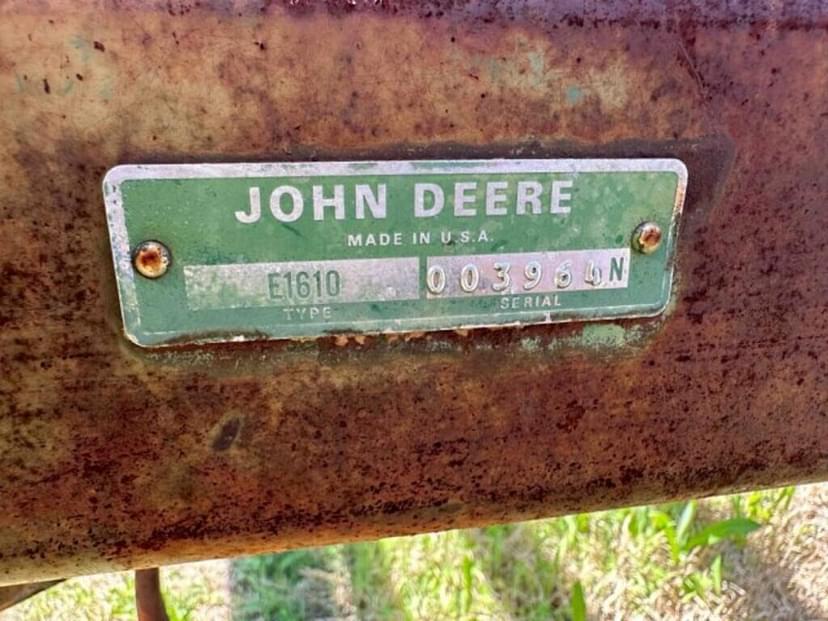 JOHN DEERE
MADE IN U.S.A.
E1610 003964N
TYPE SERIAL